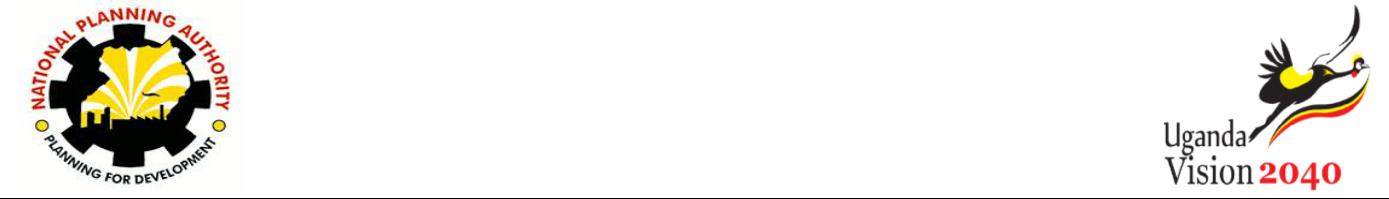 NATIONAL PLANNING AUTHORITY
PLANNING FOR DEVELOPMENT
Uganda
Vision 2040